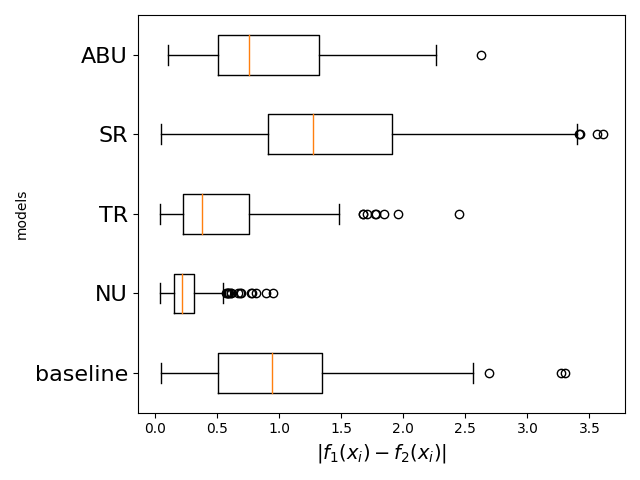 models
ABU
SR
TR
NU
baseline
0.0 0.5 1.0 1.5 2.0 2.5 3.0 3.5
|f₁(xᵢ) − f₂(xᵢ)|